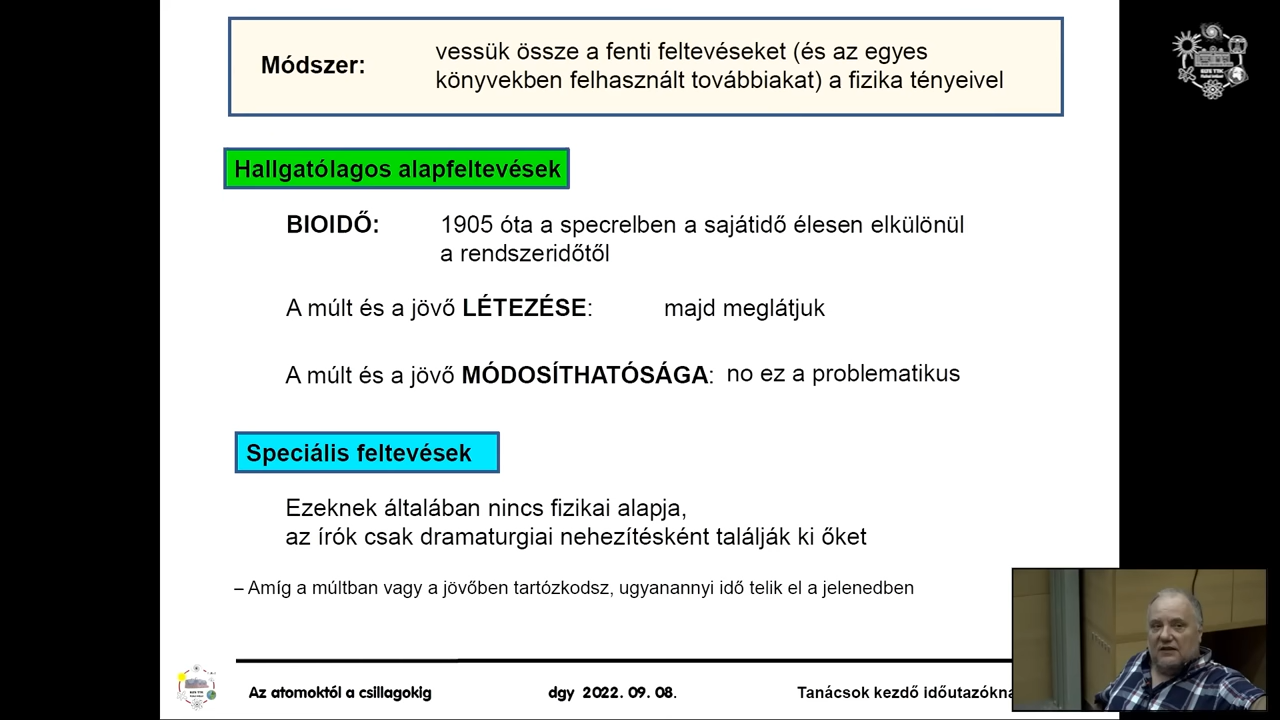 Módszer:
vessük össze a fenti feltevéseket (és az egyes
könyvekben felhasznált továbbiakat) a fizika tényeivel
Hallgatólagos alapfeltevések
BIOIDŐ:
1905 óta a specrelben a sajátidő élesen elkülönül
a rendszeridőtől
A múlt és a jövő LÉTEZÉSE: majd meglátjuk
A múlt és a jövő MÓDOSÍTHATÓSÁGA: no ez a problematikus
Speciális feltevések
Ezeknek általában nincs fizikai alapja,
az írók csak dramaturgiai nehezítésként találják ki őket
– Amíg a múltban vagy a jövőben tartózkodsz, ugyanannyi idő telik el a jelenedben
Az atomoktól a csillagokig dgy 2022. 09. 08. Tanácsok kezdő időutazókna